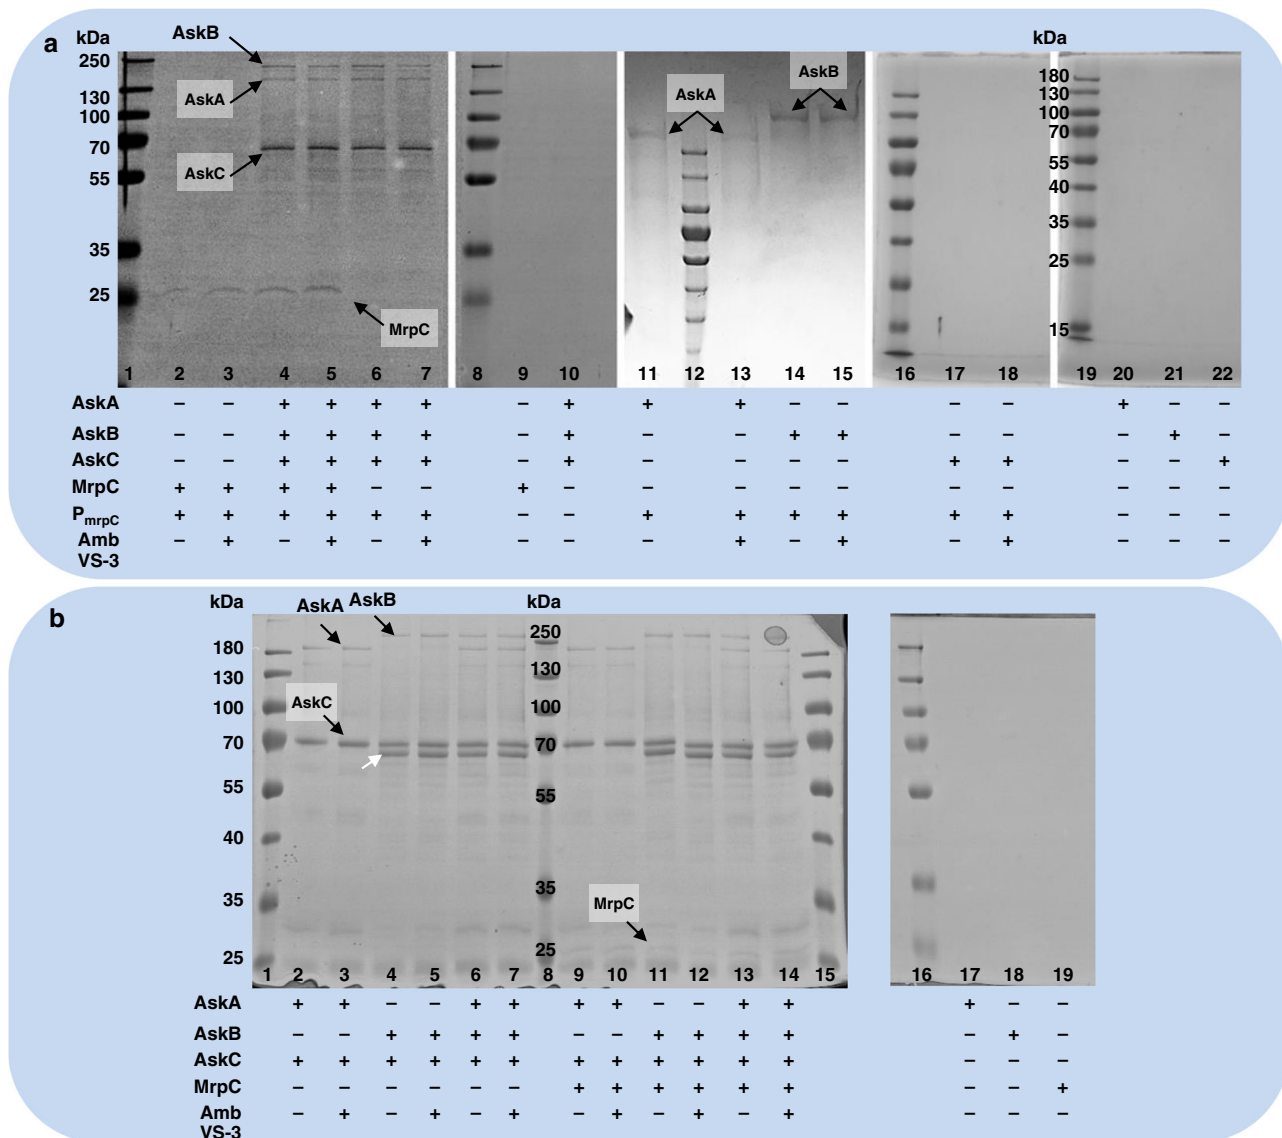 a
kDa
AskB
kDa
250
130
100
70
55
35
25
AskA
AskC
MrpC
AskA
AskB
180
130
100
70
55
40
35
25
15
1 2 3 4 5 6 7 8 9 10 11 12 13 14 15 16 17 18 19 20 21 22
AskA – – + + + + – + + + – – – – + – –
AskB – – + + + + – + – – + + – – – + –
AskC – – + + + + – + – – – – + + – – +
MrpC + + + + – – + – – – – – – – – – –
PmrpC + + + + + + – – + + + + + + – – –
Amb – + – + – + – – – + – + – + – – –
VS-3
b
kDa
AskA AskB
kDa
180
130
100
70
55
40
35
25
AskC
250
130
100
70
55
35
25
MrpC
1 2 3 4 5 6 7 8 9 10 11 12 13 14 15 16 17 18 19
AskA + + – – + + + + – – + + + – –
AskB – – + + + + – – + + + + – + –
AskC + + + + + + + + + + + + – – –
MrpC – – – – – – + + + + + + – – +
Amb – + – + – + – + – + – + – – –
VS-3